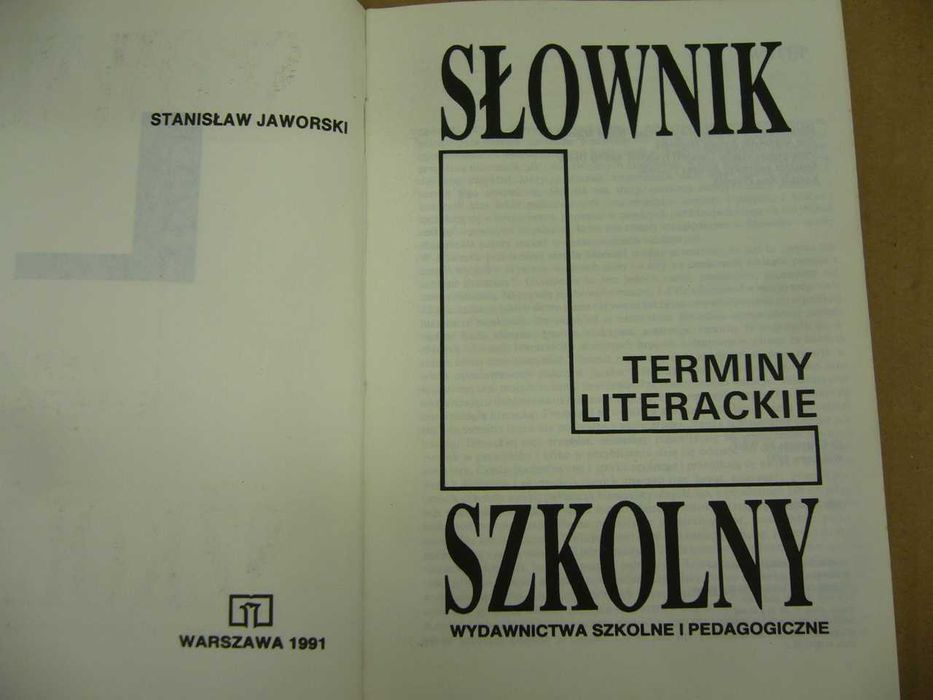 STANISŁAW JAWORSKI
WARSZAWA 1991
SŁOWNIK
TERMINY
LITERACKIE
SZKOLNY
WYDAWNICTWA SZKOLNE I PEDAGOGICZNE